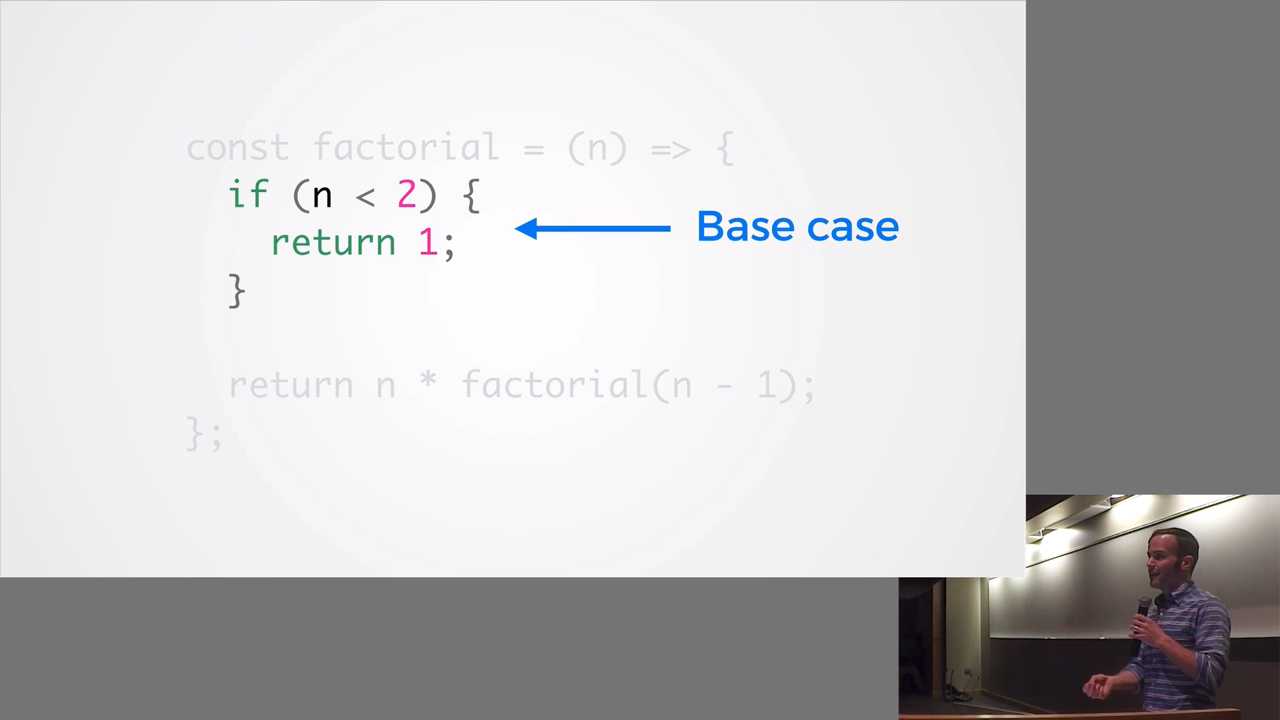 const factorial = (n) => {
if (n < 2) {
return 1;
}
Base case
return n * factorial(n - 1);
};